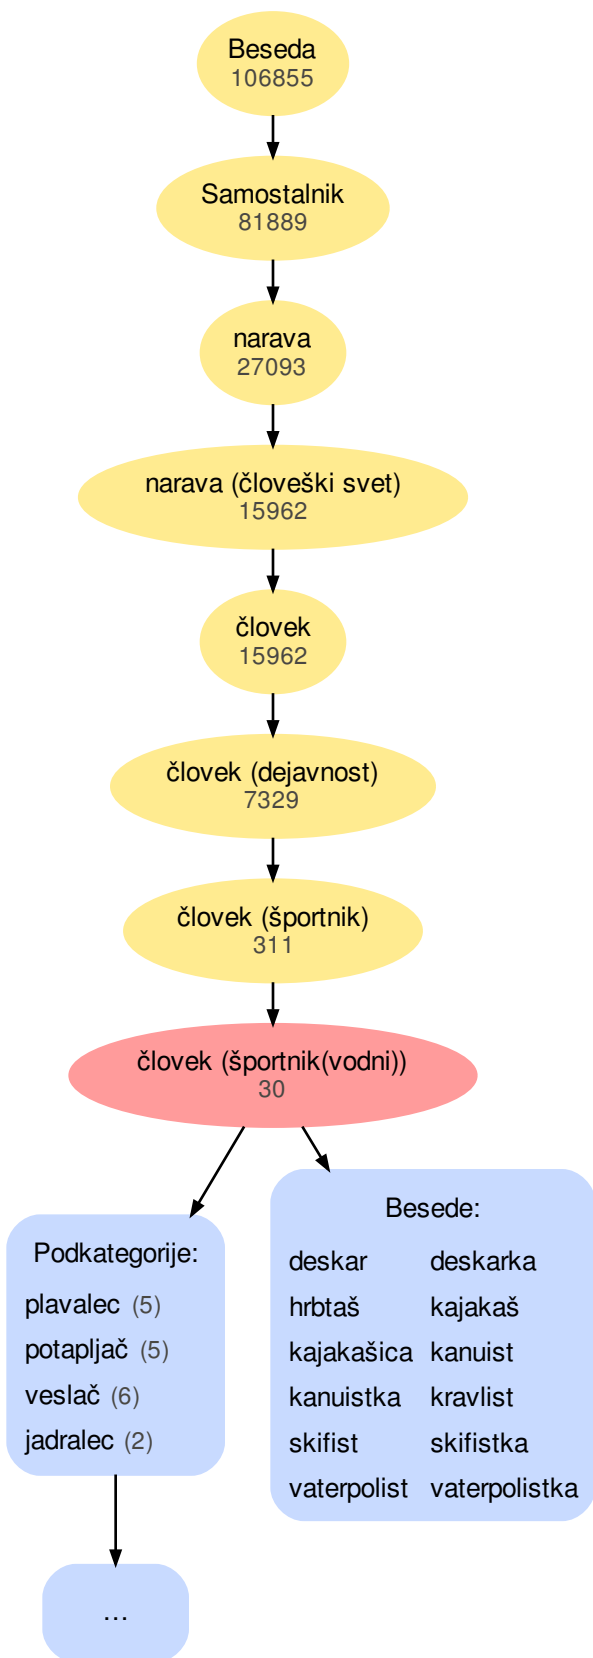 Beseda
106855
Samostalnik
81889
narava
27093
narava (človeški svet)
15962
človek
15962
človek (dejavnost)
7329
človek (športnik)
311
človek (športnik(vodni))
30
Podkategorije:
plavalec (5)
potapljač (5)
veslač (6)
jadralec (2)
...
Besede:
deskar deskarka
hrbtaš kajakaš
kajakašica kanuist
kanuistka kravlist
skifist skifistka
vaterpolist vaterpolistka